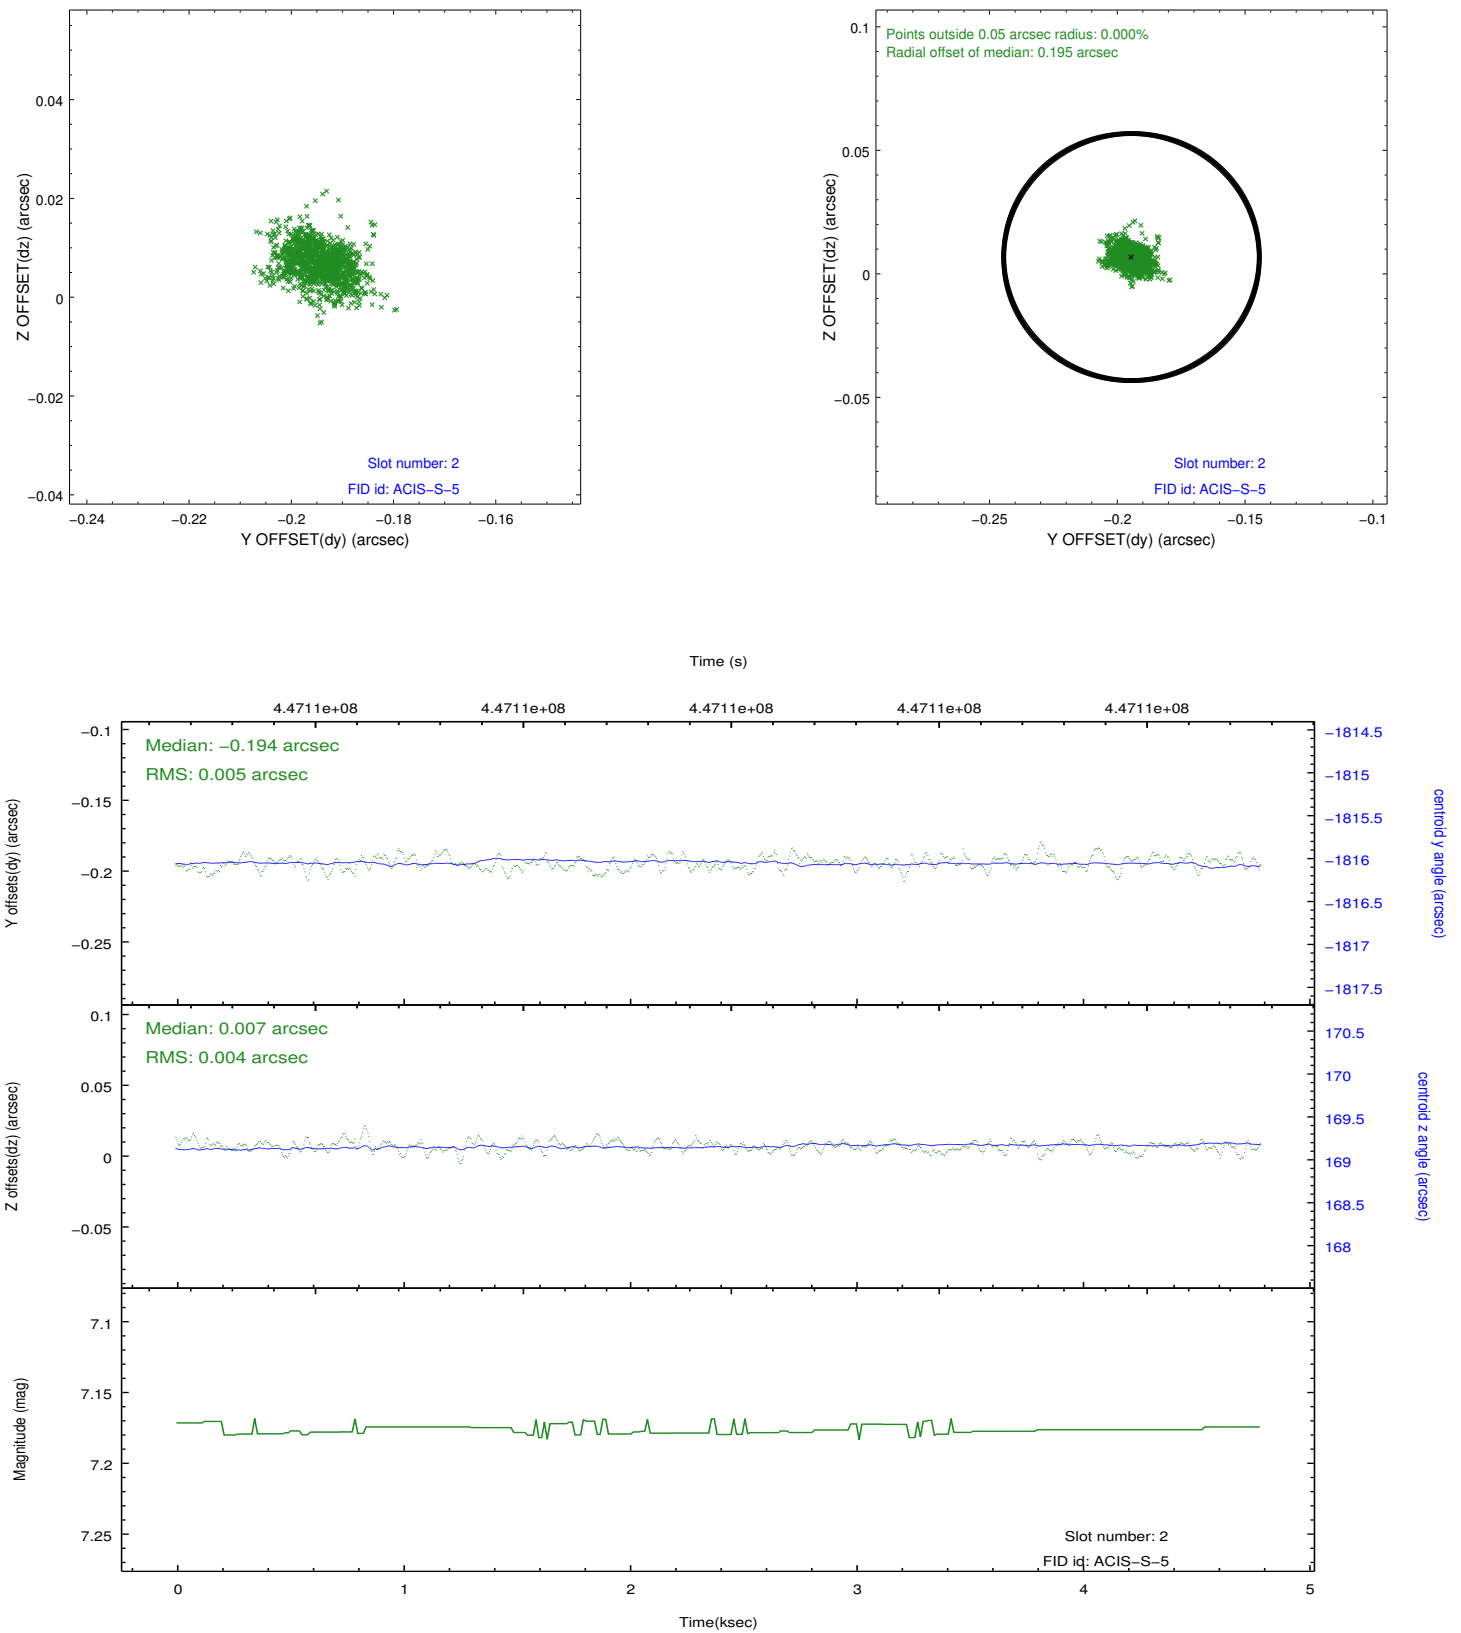 0.04
0.02
0
−0.02
−0.04
Z OFFSET(dz) (arcsec)
Slot number: 2
FID id: ACIS−S−5
−0.24
−0.22
−0.2
−0.18
−0.16
Y OFFSET(dy) (arcsec)
Points outside 0.05 arcsec radius: 0.000%
Radial offset of median: 0.195 arcsec
0.1
0.05
0
−0.05
Z OFFSET(dz) (arcsec)
Slot number: 2
FID id: ACIS−S−5
−0.25
−0.2
−0.15
−0.1
Y OFFSET(dy) (arcsec)
Time (s)
4.4711e+08
4.4711e+08
4.4711e+08
4.4711e+08
4.4711e+08
Median: −0.194 arcsec
RMS: 0.005 arcsec
−0.1
−0.15
−0.2
−0.25
Y offsets(dy) (arcsec)
−1814.5
−1815
−1815.5
−1816
−1816.5
−1817
−1817.5
centroid y angle (arcsec)
Median: 0.007 arcsec
RMS: 0.004 arcsec
0.1
0.05
0
−0.05
Z offsets(dz) (arcsec)
170.5
170
169.5
169
168.5
168
centroid z angle (arcsec)
7.1
7.15
7.2
7.25
Magnitude (mag)
Slot number: 2
FID id: ACIS−S−5
0
1
2
3
4
5
Time(ksec)